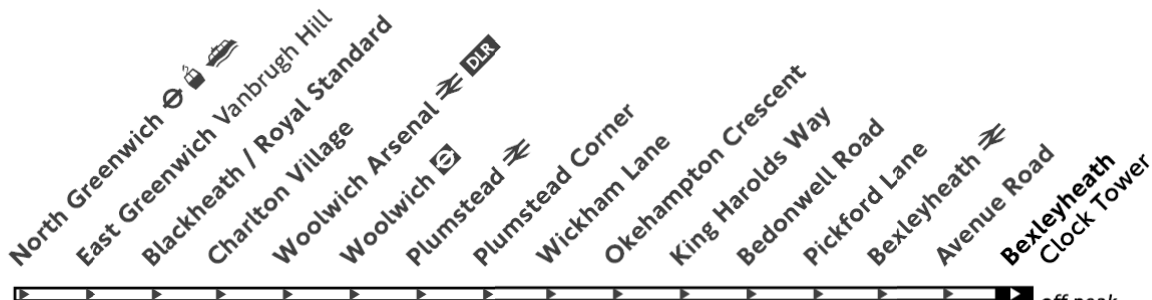 North Greenwich
East Greenwich Vanbrugh Hill
Blackheath / Royal Standard
Charlton Village
Woolwich Arsenal DLR
Woolwich
Plumstead
Plumstead Corner
Wickham Lane
Okehampton Crescent
King Harolds Way
Bedonwell Road
Pickford Lane
Bexleyheath
Avenue Road
Bexleyheath
Clock Tower
off-peak